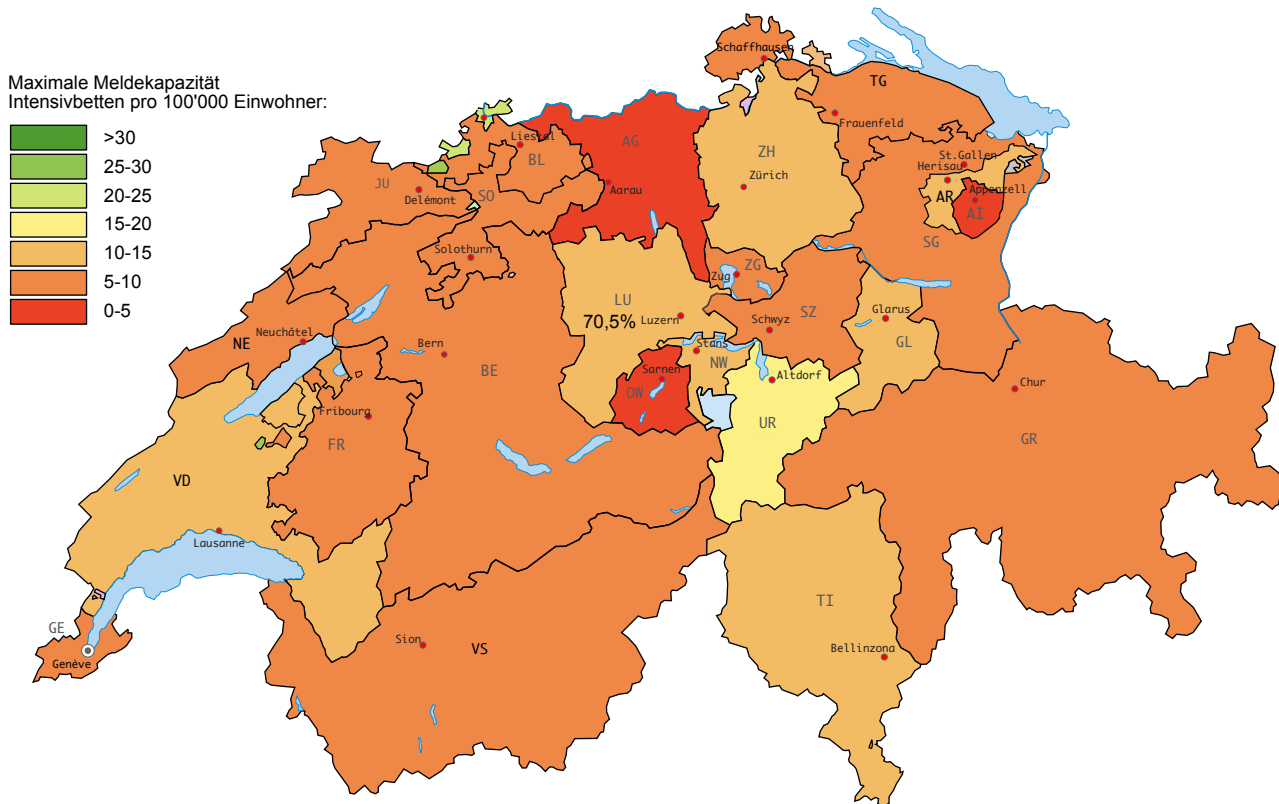 Maximale Meldekapazität
Intensivbetten pro 100'000 Einwohner:
>30
25-30
20-25
15-20
10-15
5-10
0-5
Schaffhausen
TG
Frauenfeld
Liestal
BL
AG
ZH
Zürich
St.Gallen
Herisau
Appenzell
AR
AI
JU
Delémont
SO
Aarau
Solothurn
SG
Zug
ZG
LU
70,5%
Luzern
SZ
Schwyz
Glarus
GL
Neuchâtel
NE
Bern
BE
Stans
NW
Sarnen
OW
Altdorf
UR
Chur
GR
Fribourg
FR
VD
Lausanne
GE
Genève
Sion
VS
TI
Bellinzona